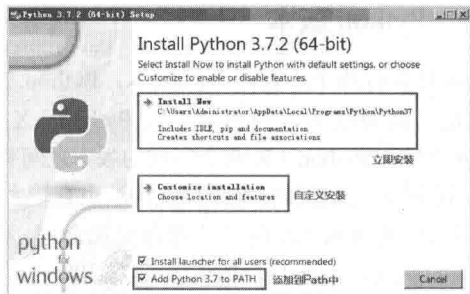 Python 3.7.2 (64-bit) Setup
Install Python 3.7.2 (64-bit)
Select Install Now to install Python with default settings, or choose
Customize to enable or disable features.
Install Now
C:\Users\Administrator\AppData\Local\Programs\Python\Python37
Includes IDLE, pip and documentation
Creates shortcuts and file associations
立即安装
Customize installation
Choose location and features
自定义安装
python
for
windows
Install launcher for all users (recommended)
Add Python 3.7 to PATH
添加到Path中
Cancel